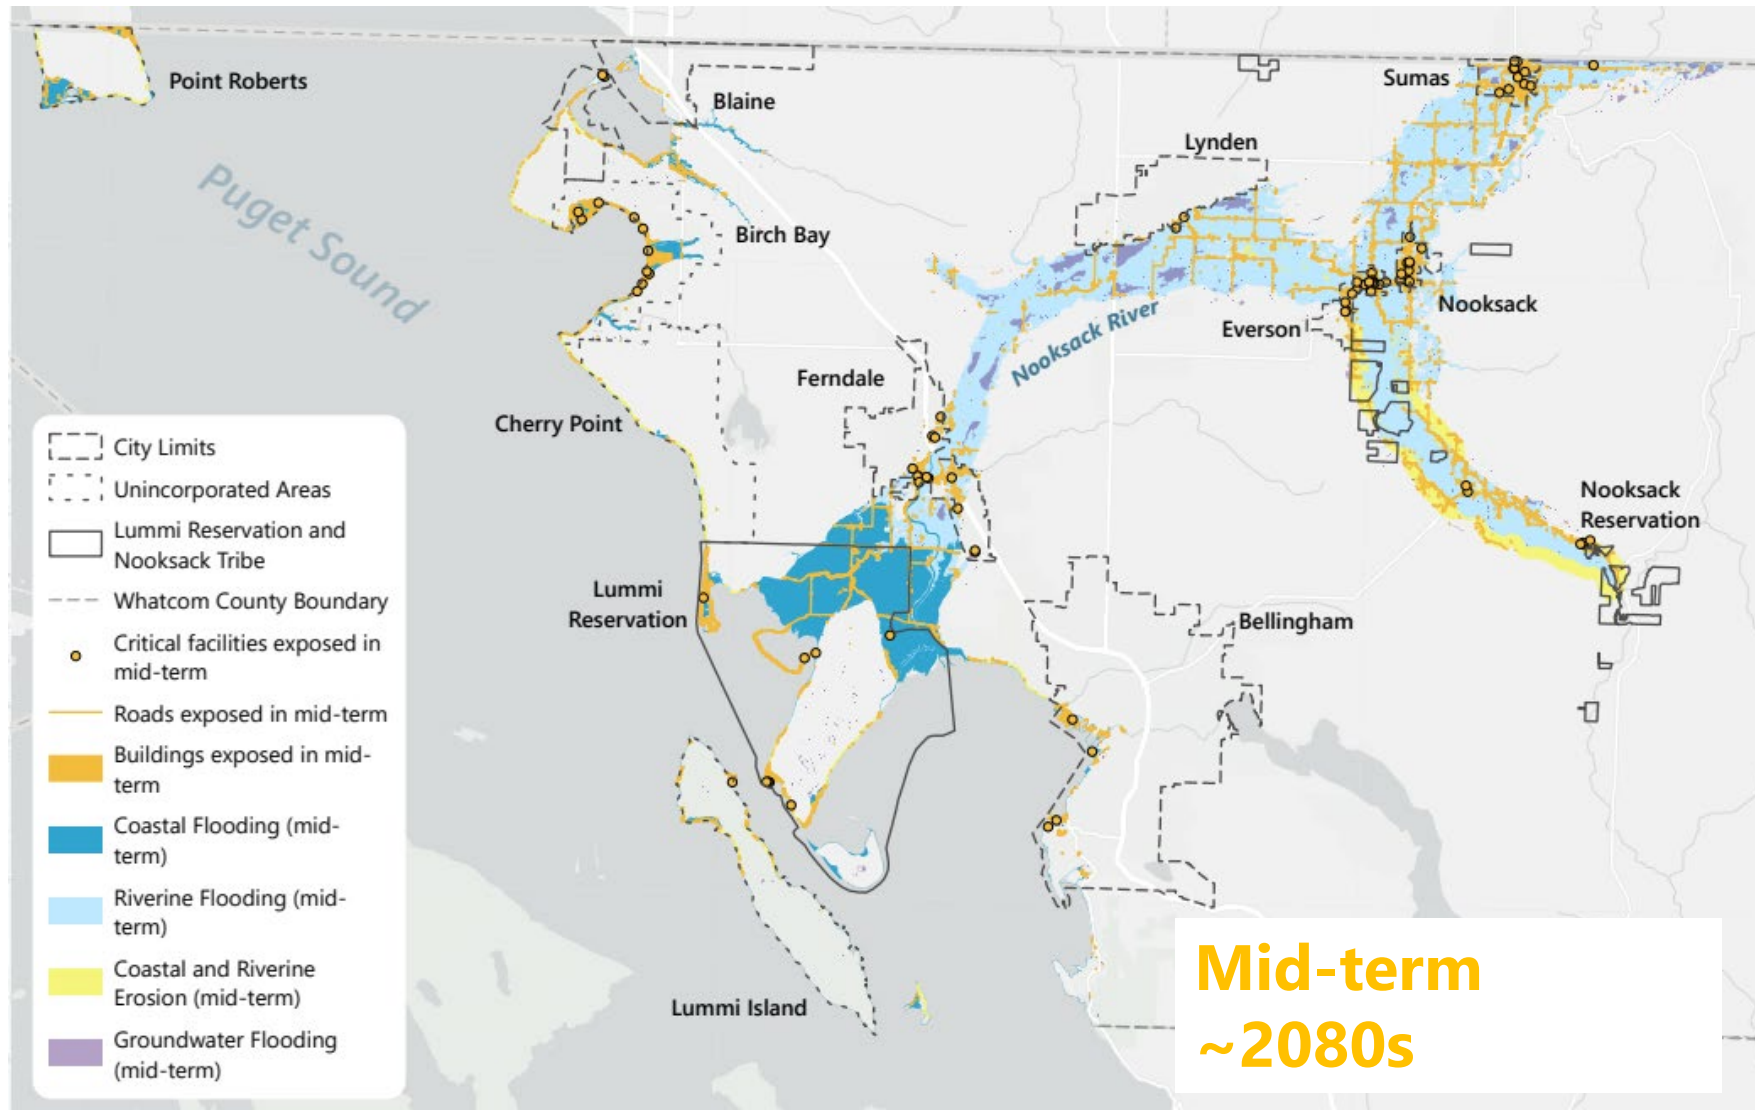 Point Roberts
Blaine
Sumas
Lynden
Puget Sound
Birch Bay
Nooksack
Everson
Nooksack River
Ferndale
Cherry Point
Nooksack
Reservation
Lummi
Reservation
Bellingham
Lummi Island
City Limits
Unincorporated Areas
Lummi Reservation and
Nooksack Tribe
Whatcom County Boundary
Critical facilities exposed in
mid-term
Roads exposed in mid-term
Buildings exposed in mid-
term
Coastal Flooding (mid-
term)
Riverine Flooding (mid-
term)
Coastal and Riverine
Erosion (mid-term)
Groundwater Flooding
(mid-term)
Mid-term
~2080s